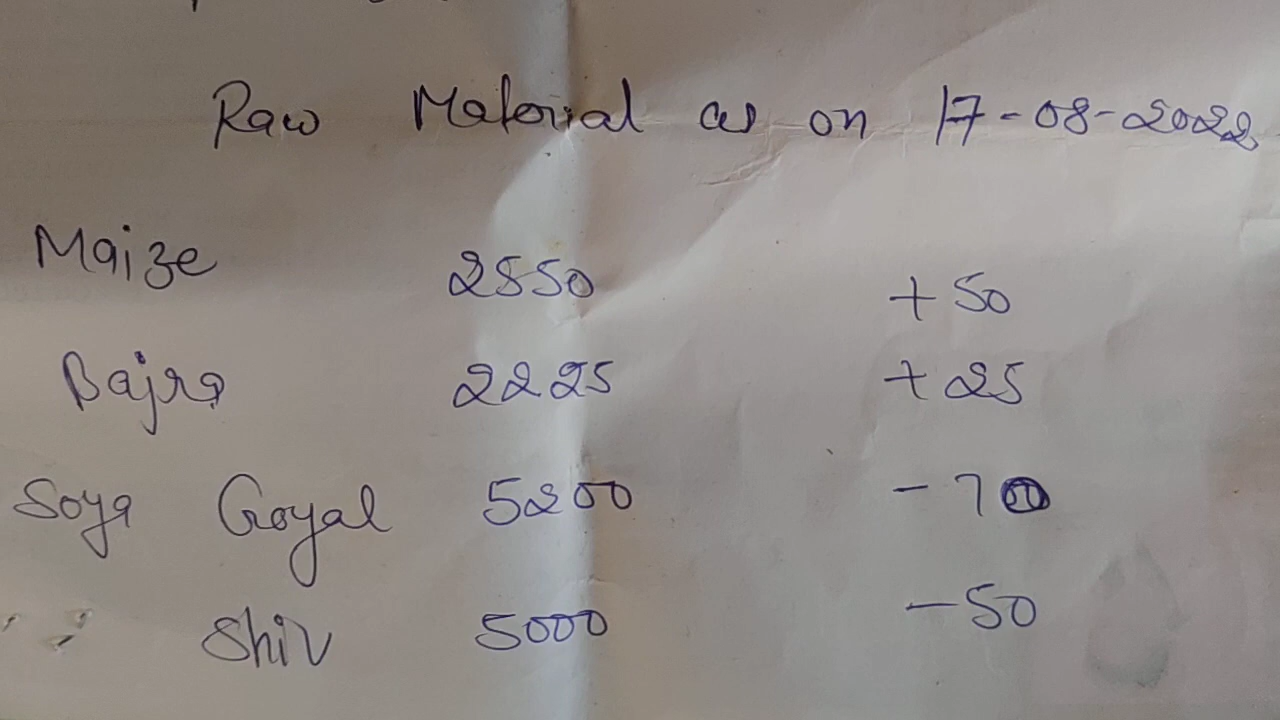 Raw Material as on 17-08-2022
Maize 2550 +50
Bajra 2225 +25
Soya Goyal 5200
〃 Shiv 5000 -50